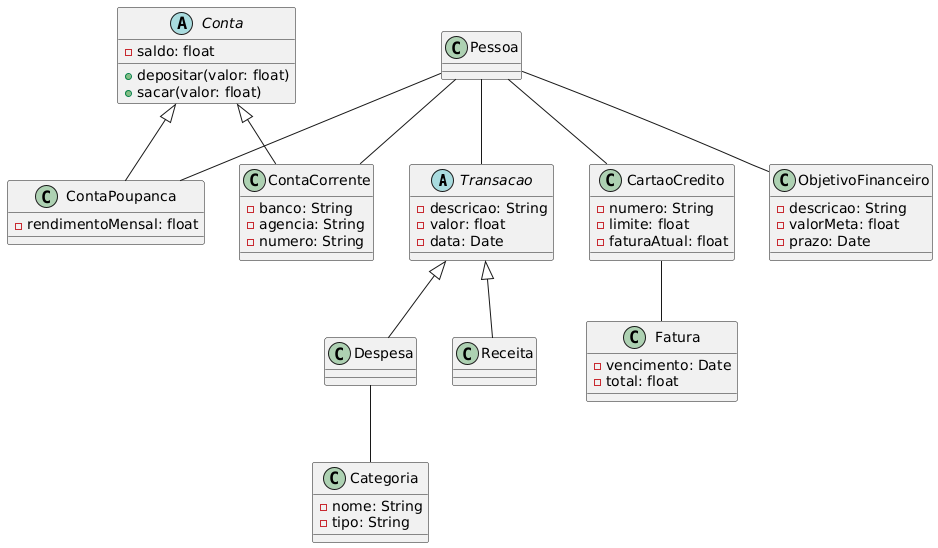 A Conta
saldo: float
depositar(valor: float)
sacar(valor: float)
C Pessoa
C ContaPoupanca
rendimentoMensal: float
C ContaCorrente
banco: String
agencia: String
numero: String
A Transacao
descricao: String
valor: float
data: Date
C CartaoCredito
numero: String
limite: float
faturaAtual: float
C ObjetivoFinanceiro
descricao: String
valorMeta: float
prazo: Date
C Despesa
C Receita
C Fatura
vencimento: Date
total: float
C Categoria
nome: String
tipo: String